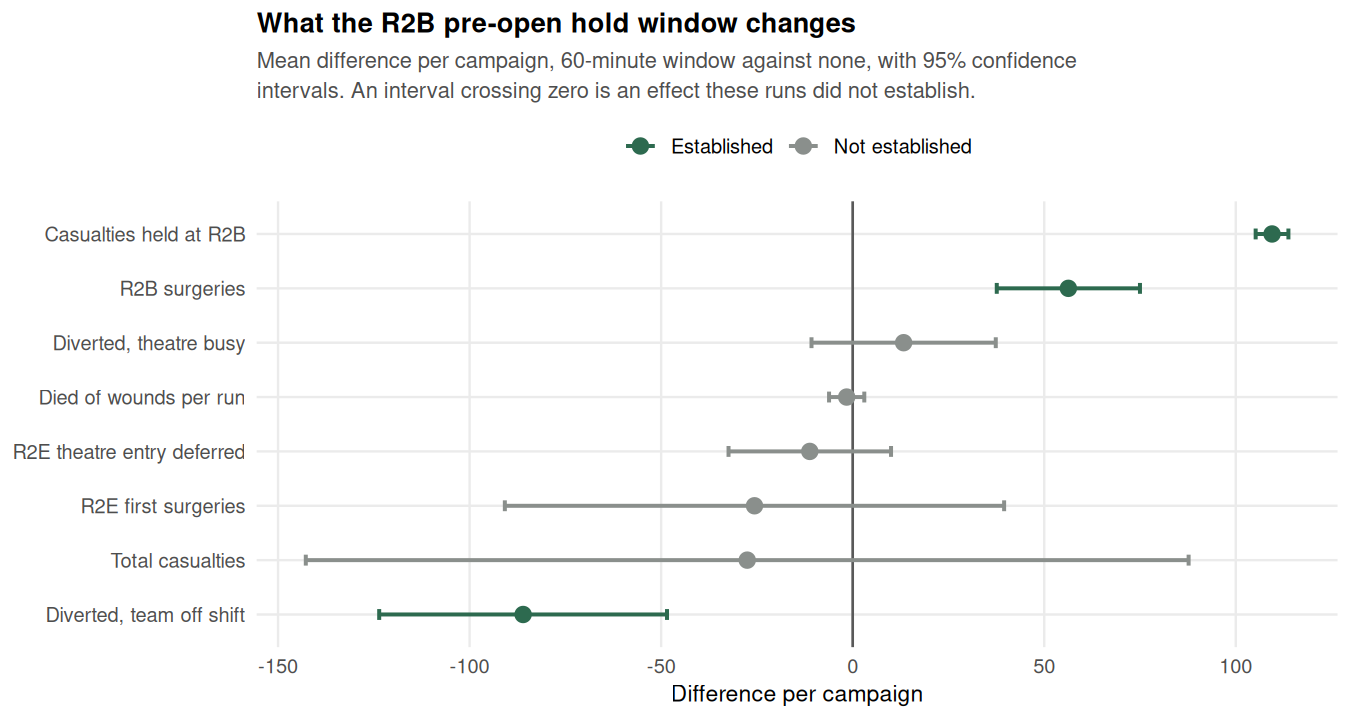 What the R2B pre-open hold window changes
Mean difference per campaign, 60-minute window against none, with 95% confidence
intervals. An interval crossing zero is an effect these runs did not establish.
Established
Not established
Casualties held at R2B
R2B surgeries
Diverted, theatre busy
Died of wounds per run
R2E theatre entry deferred
R2E first surgeries
Total casualties
Diverted, team off shift
-150
-100
-50
0
50
100
Difference per campaign